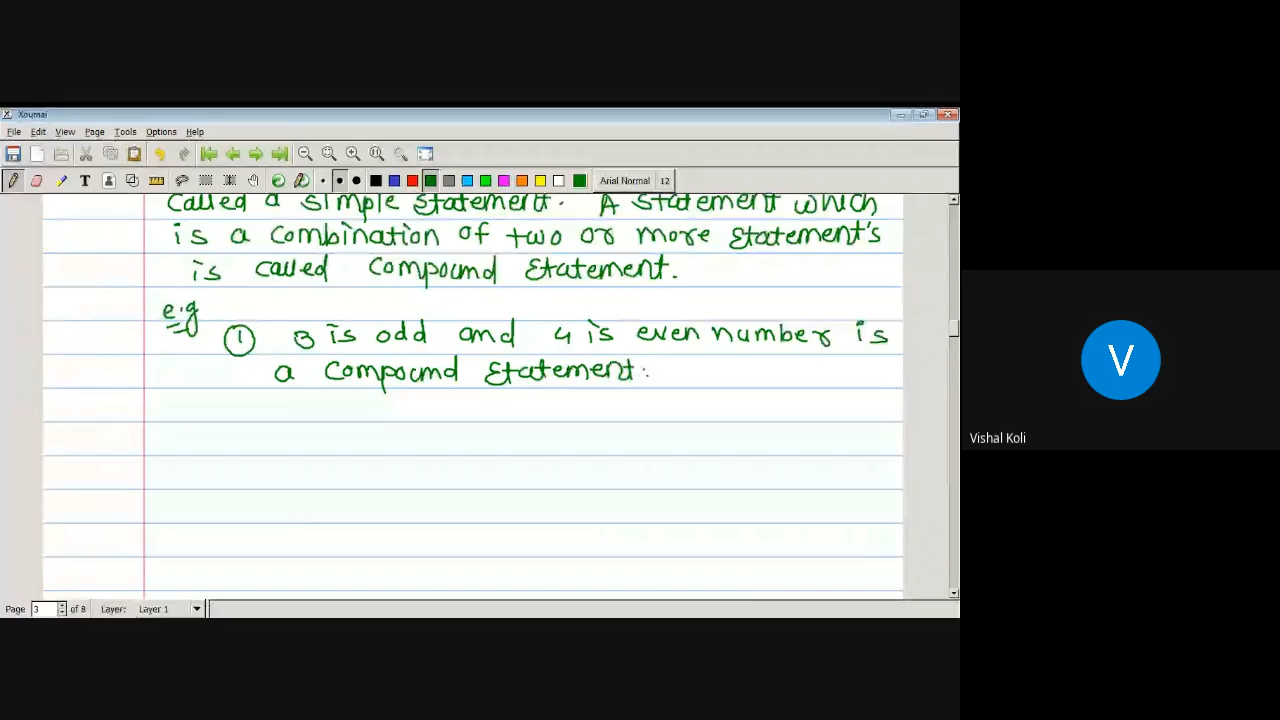 Xournal
File Edit View Page Tools Options Help
T Arial Normal 12
Called a simple statement. A statement which
is a combination of two or more statement's
is called compound statement.
e.g
① 3 is odd and 4 is even number is
a compound statement.
Page 3 of 8 Layer: Layer 1
V
Vishal Koli